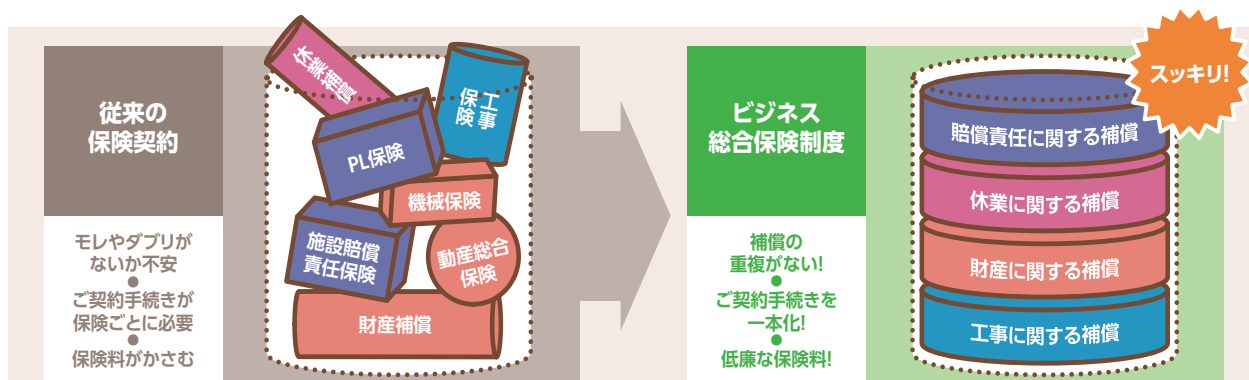 従来の
保険契約
モレやダブリが
ないか不安
●
ご契約手続きが
保険ごとに必要
●
保険料がかさむ
休業補償
工事
保険
PL保険
機械保険
施設賠償
責任保険
動産総合
保険
財産補償
ビジネス
総合保険制度
補償の
重複がない!
●
ご契約手続きを
一本化!
●
低廉な保険料!
スッキリ!
賠償責任に関する補償
休業に関する補償
財産に関する補償
工事に関する補償